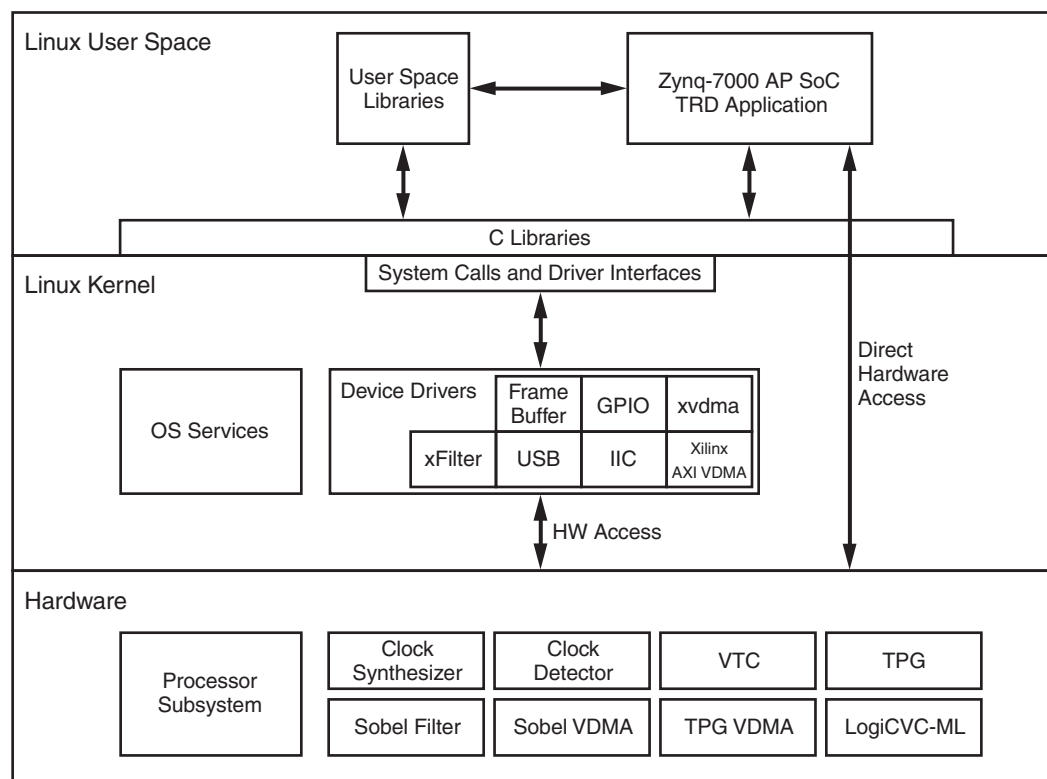 Linux User Space
User Space
Libraries
Zynq-7000 AP SoC
TRD Application
C Libraries
System Calls and Driver Interfaces
Linux Kernel
Direct
Hardware
Access
OS Services
Device Drivers
Frame
Buffer
GPIO
xvdma
xFilter
USB
IIC
Xilinx
AXI VDMA
HW Access
Hardware
Processor
Subsystem
Clock
Synthesizer
Clock
Detector
VTC
TPG
Sobel Filter
Sobel VDMA
TPG VDMA
LogiCVC-ML